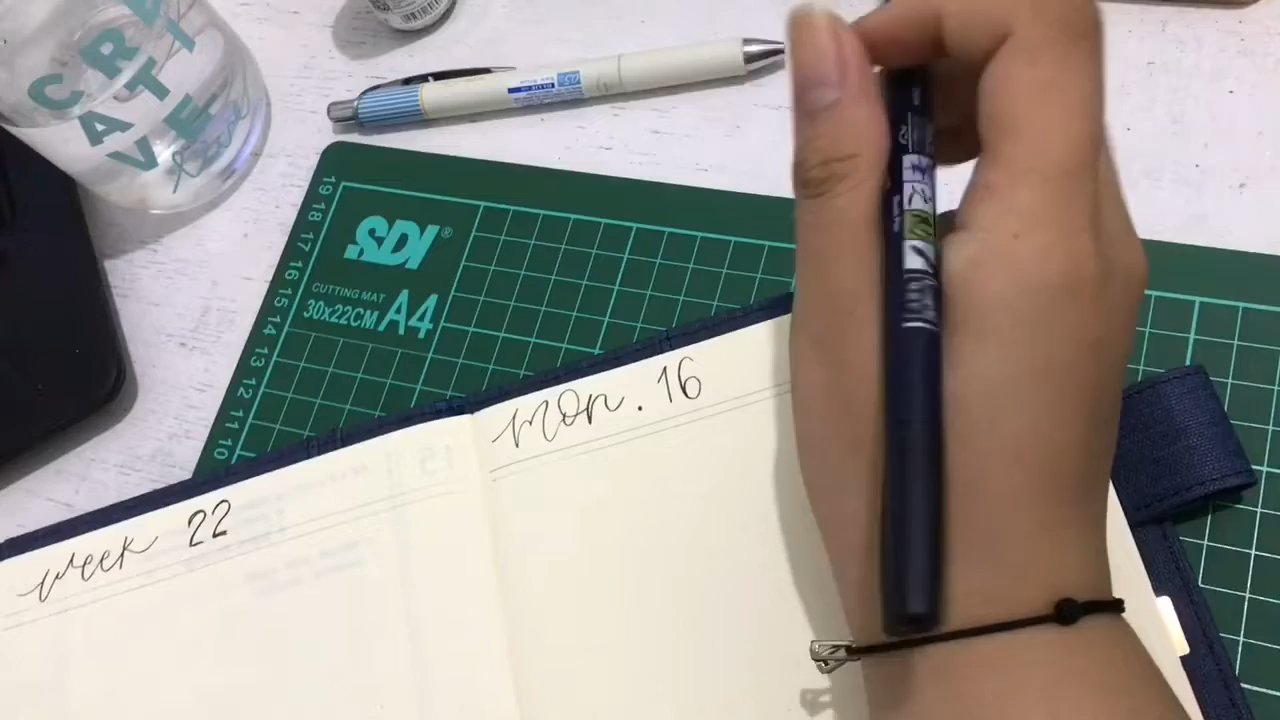 CREATIVE
SDI®
CUTTING MAT
30x22CM A4
19 18 17 16 15 14 13 12 11 10
mon. 16
week 22